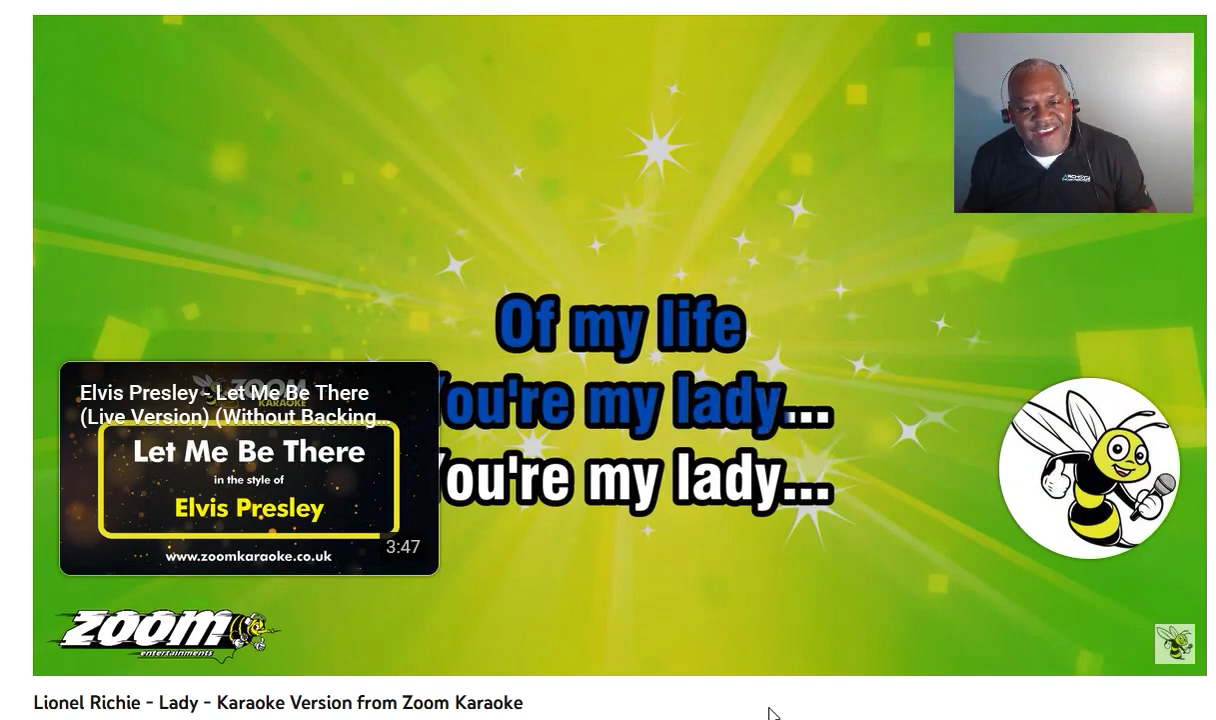 Of my life
You're my lady...
You're my lady...
Elvis Presley - Let Me Be There
(Live Version) (Without Backing...
ZOOM
KARAOKE
Let Me Be There
in the style of
Elvis Presley
3:47
www.zoomkaraoke.co.uk
zoom
entertainments
Lionel Richie - Lady - Karaoke Version from Zoom Karaoke